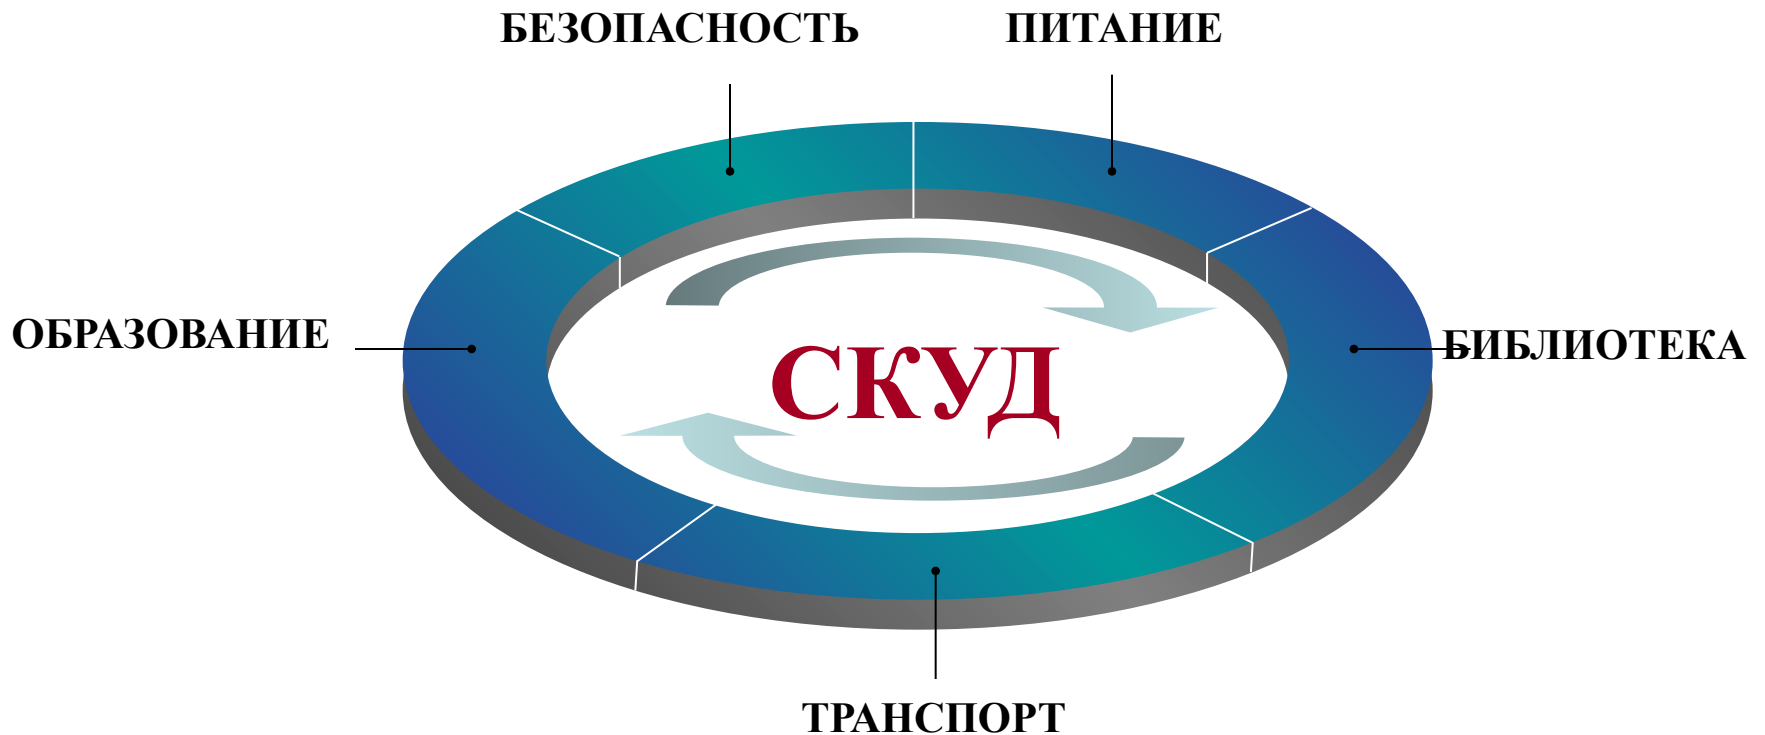 БЕЗОПАСНОСТЬ
ПИТАНИЕ
ОБРАЗОВАНИЕ
БИБЛИОТЕКА
СКУД
ТРАНСПОРТ